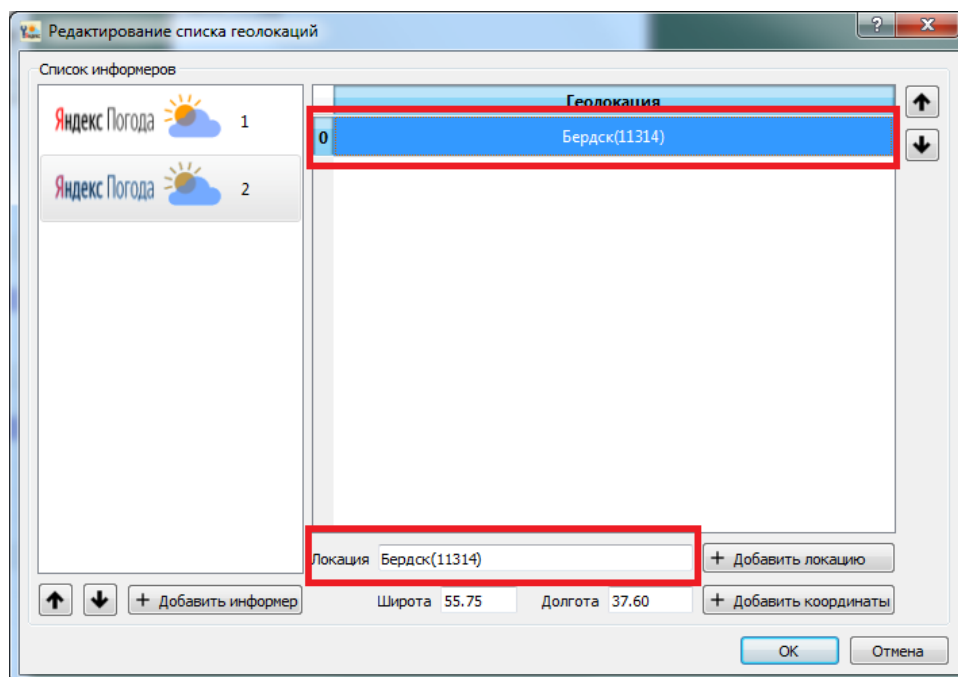 Редактирование списка геолокаций
Список информеров
Яндекс Погода 1
Яндекс Погода 2
Геолокация
0 Бердск(11314)
Локация Бердск(11314) + Добавить локацию
+ Добавить информер Широта 55.75 Долгота 37.60 + Добавить координаты
OK Отмена